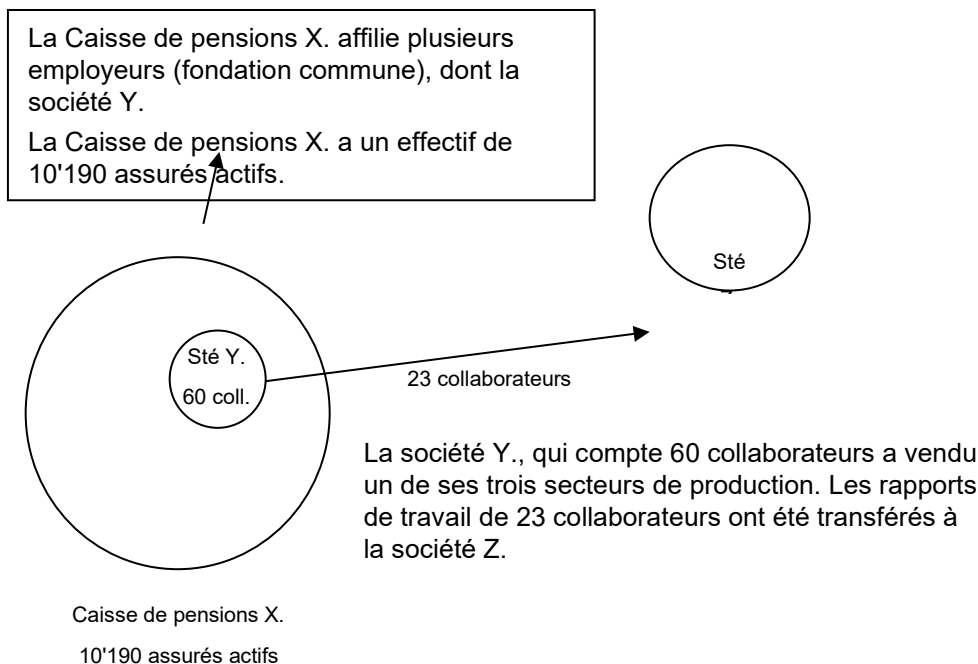 La Caisse de pensions X. affilie plusieurs
employeurs (fondation commune), dont la
société Y.
La Caisse de pensions X. a un effectif de
10'190 assurés actifs.
Sté
Sté Y.
60 coll.
23 collaborateurs
La société Y., qui compte 60 collaborateurs a vendu
un de ses trois secteurs de production. Les rapports
de travail de 23 collaborateurs ont été transférés à
la société Z.
Caisse de pensions X.
10'190 assurés actifs